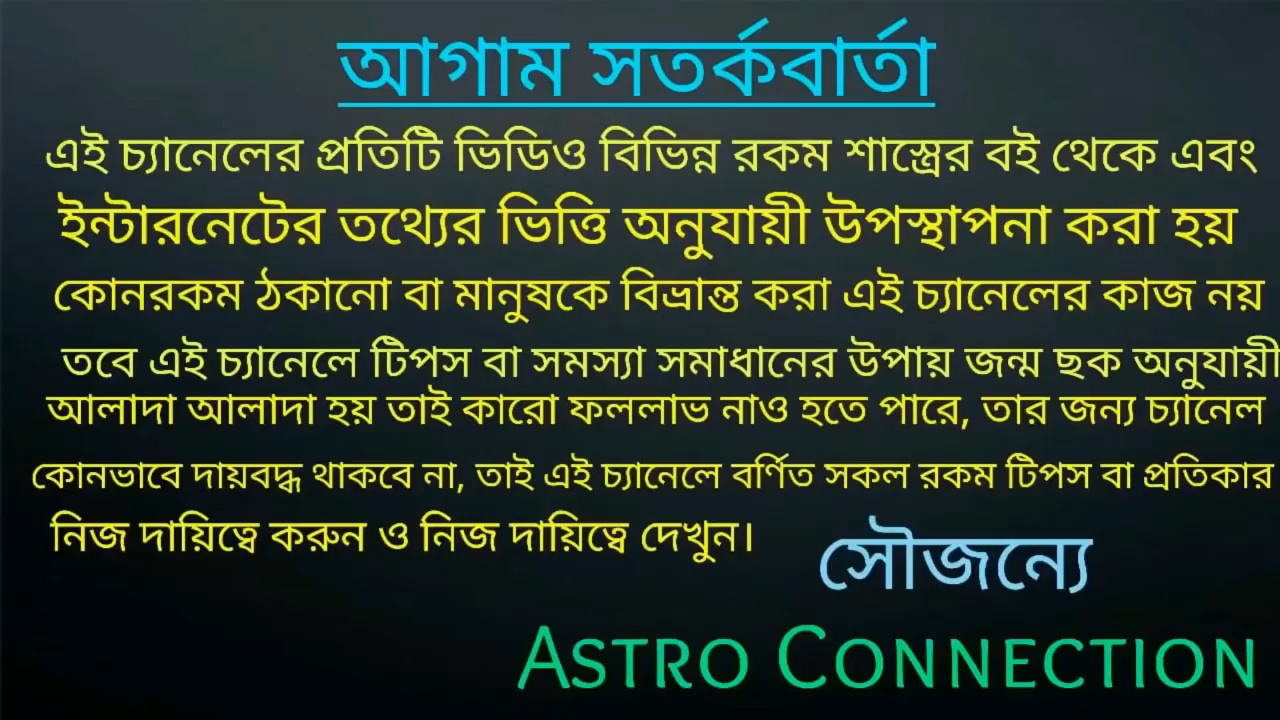 আগাম সতর্কবার্তা
এই চ্যানেলের প্রতিটি ভিডিও বিভিন্ন রকম শাস্ত্রের বই থেকে এবং
ইন্টারনেটের তথ্যের ভিত্তি অনুযায়ী উপস্থাপনা করা হয়
কোনরকম ঠকানো বা মানুষকে বিভ্রান্ত করা এই চ্যানেলের কাজ নয়
তবে এই চ্যানেলে টিপস বা সমস্যা সমাধানের উপায় জন্ম ছক অনুযায়ী
আলাদা আলাদা হয় তাই কারো ফললাভ নাও হতে পারে, তার জন্য চ্যানেল
কোনভাবে দায়বদ্ধ থাকবে না, তাই এই চ্যানেলে বর্ণিত সকল রকম টিপস বা প্রতিকার
নিজ দায়িত্বে করুন ও নিজ দায়িত্বে দেখুন।
সৌজন্যে
ASTRO CONNECTION